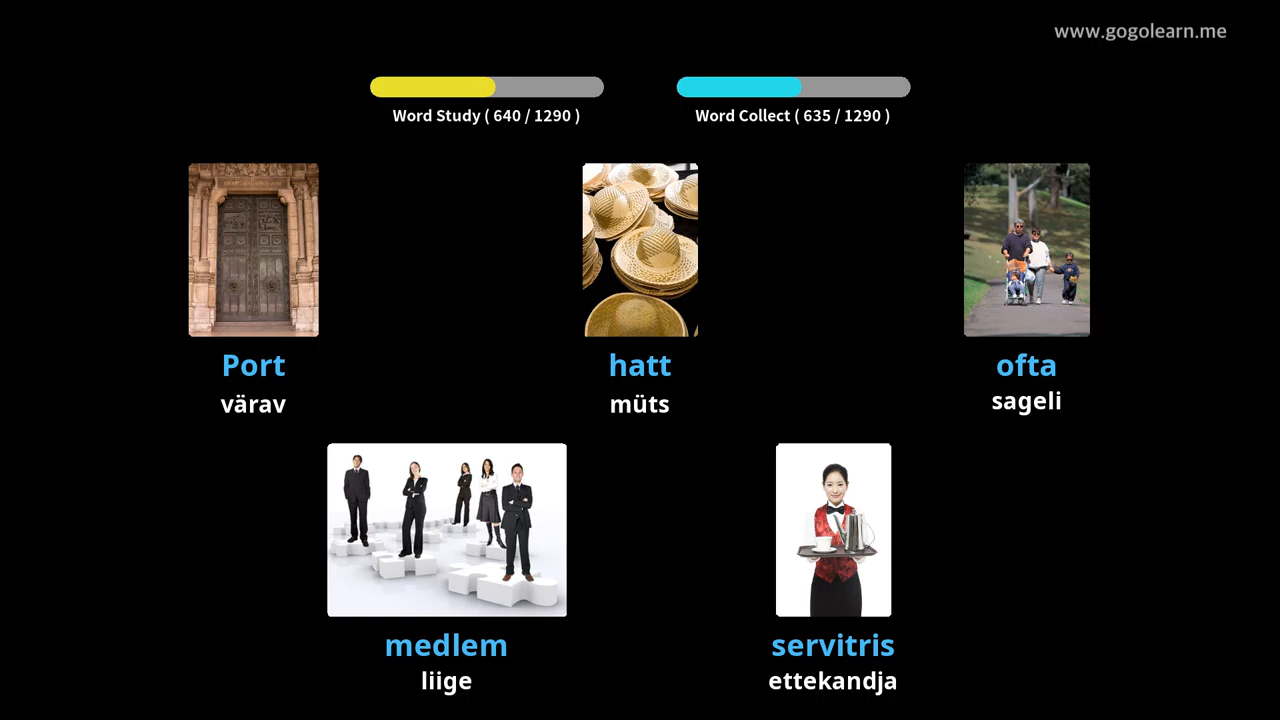 www.gogolearn.me
Word Study ( 640 / 1290 )
Word Collect ( 635 / 1290 )
Port
värav
hatt
müts
ofta
sageli
medlem
liige
servitris
ettekandja